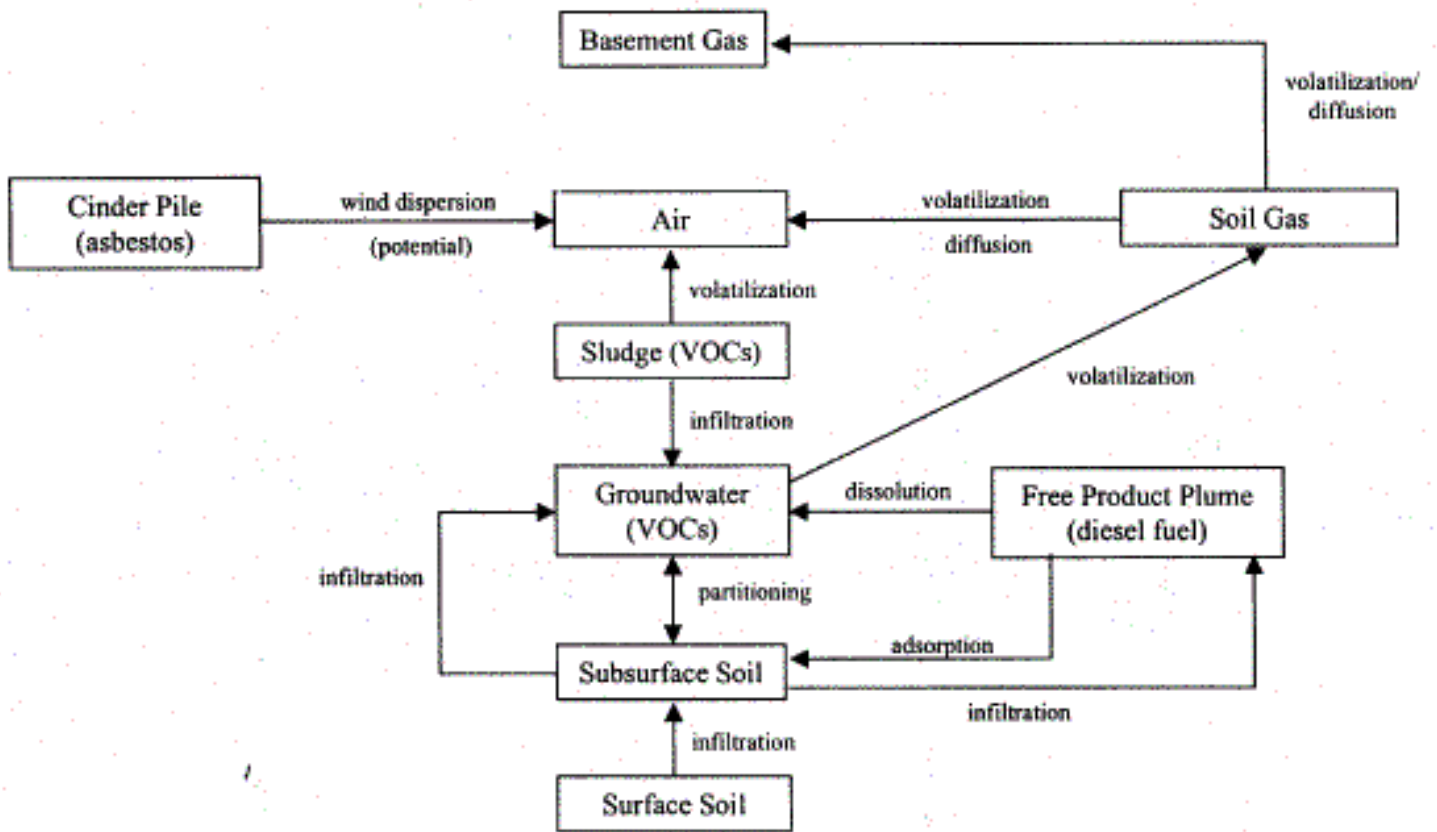 Basement Gas
volatilization/
diffusion
Cinder Pile
(asbestos)
wind dispersion
(potential)
Air
volatilization
diffusion
Soil Gas
volatilization
Sludge (VOCs)
volatilization
infiltration
Groundwater
(VOCs)
dissolution
Free Product Plume
(diesel fuel)
infiltration
partitioning
adsorption
Subsurface Soil
infiltration
infiltration
Surface Soil